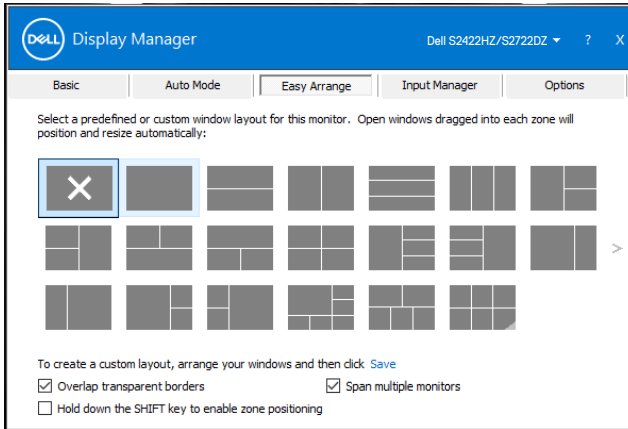 DELL Display Manager Dell S2422HZ/S2722DZ ? X
Basic Auto Mode Easy Arrange Input Manager Options
Select a predefined or custom window layout for this monitor. Open windows dragged into each zone will
position and resize automatically:
>
To create a custom layout, arrange your windows and then click Save
Overlap transparent borders Span multiple monitors
Hold down the SHIFT key to enable zone positioning